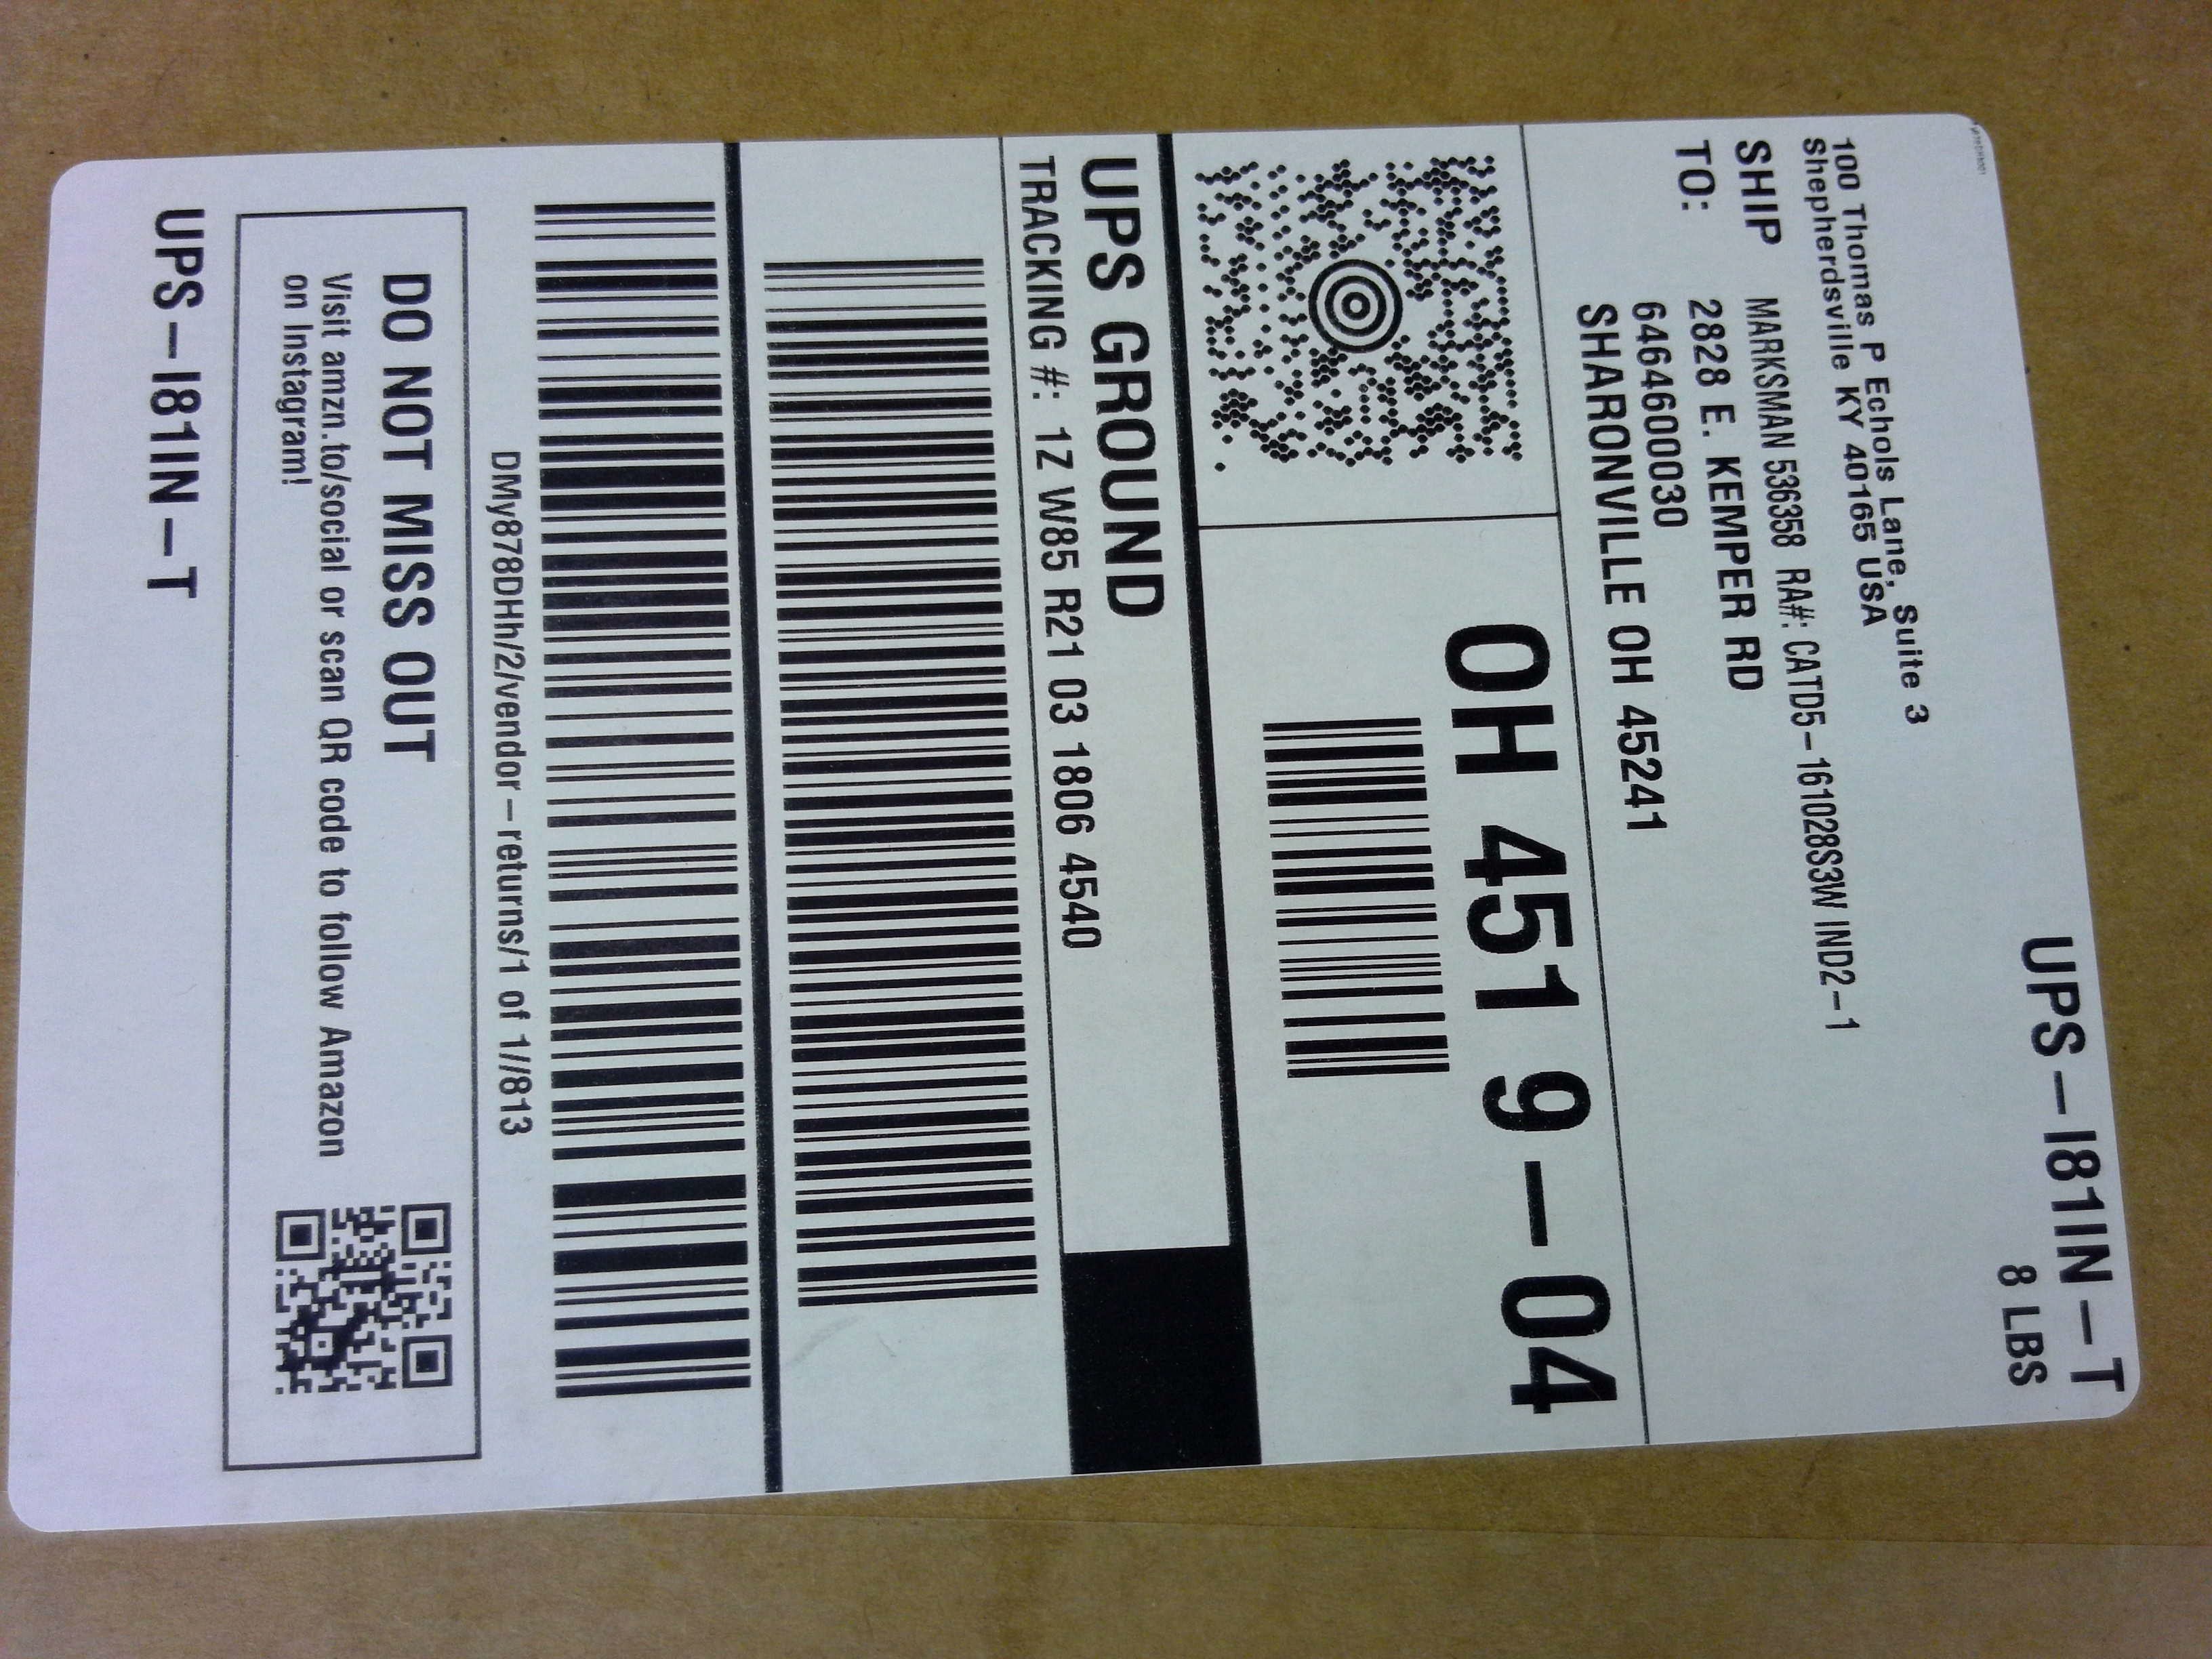 UPS-I81IN-T
8 LBS
100 Thomas P Echols Lane, Suite 3
Shepherdsville KY 40165 USA
SHIP
TO:
MARKSMAN 536358 RA#: CATD5-161028S3W IND2-1
2828 E. KEMPER RD
6464600030
SHARONVILLE OH 45241
OH 451 9-04
UPS GROUND
TRACKING #: 1Z W85 R21 03 1806 4540
DMy878DHh/2/vendor-returns/1 of 1//813
DO NOT MISS OUT
Visit amzn.to/social or scan QR code to follow Amazon
on Instagram!
UPS-I81IN-T